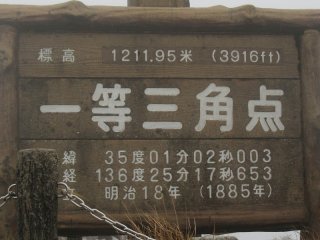 標高 1211.95米 (3916ft)
一等三角点
緯 35度01分02秒003
経 136度25分17秒653
明治18年 (1885年)